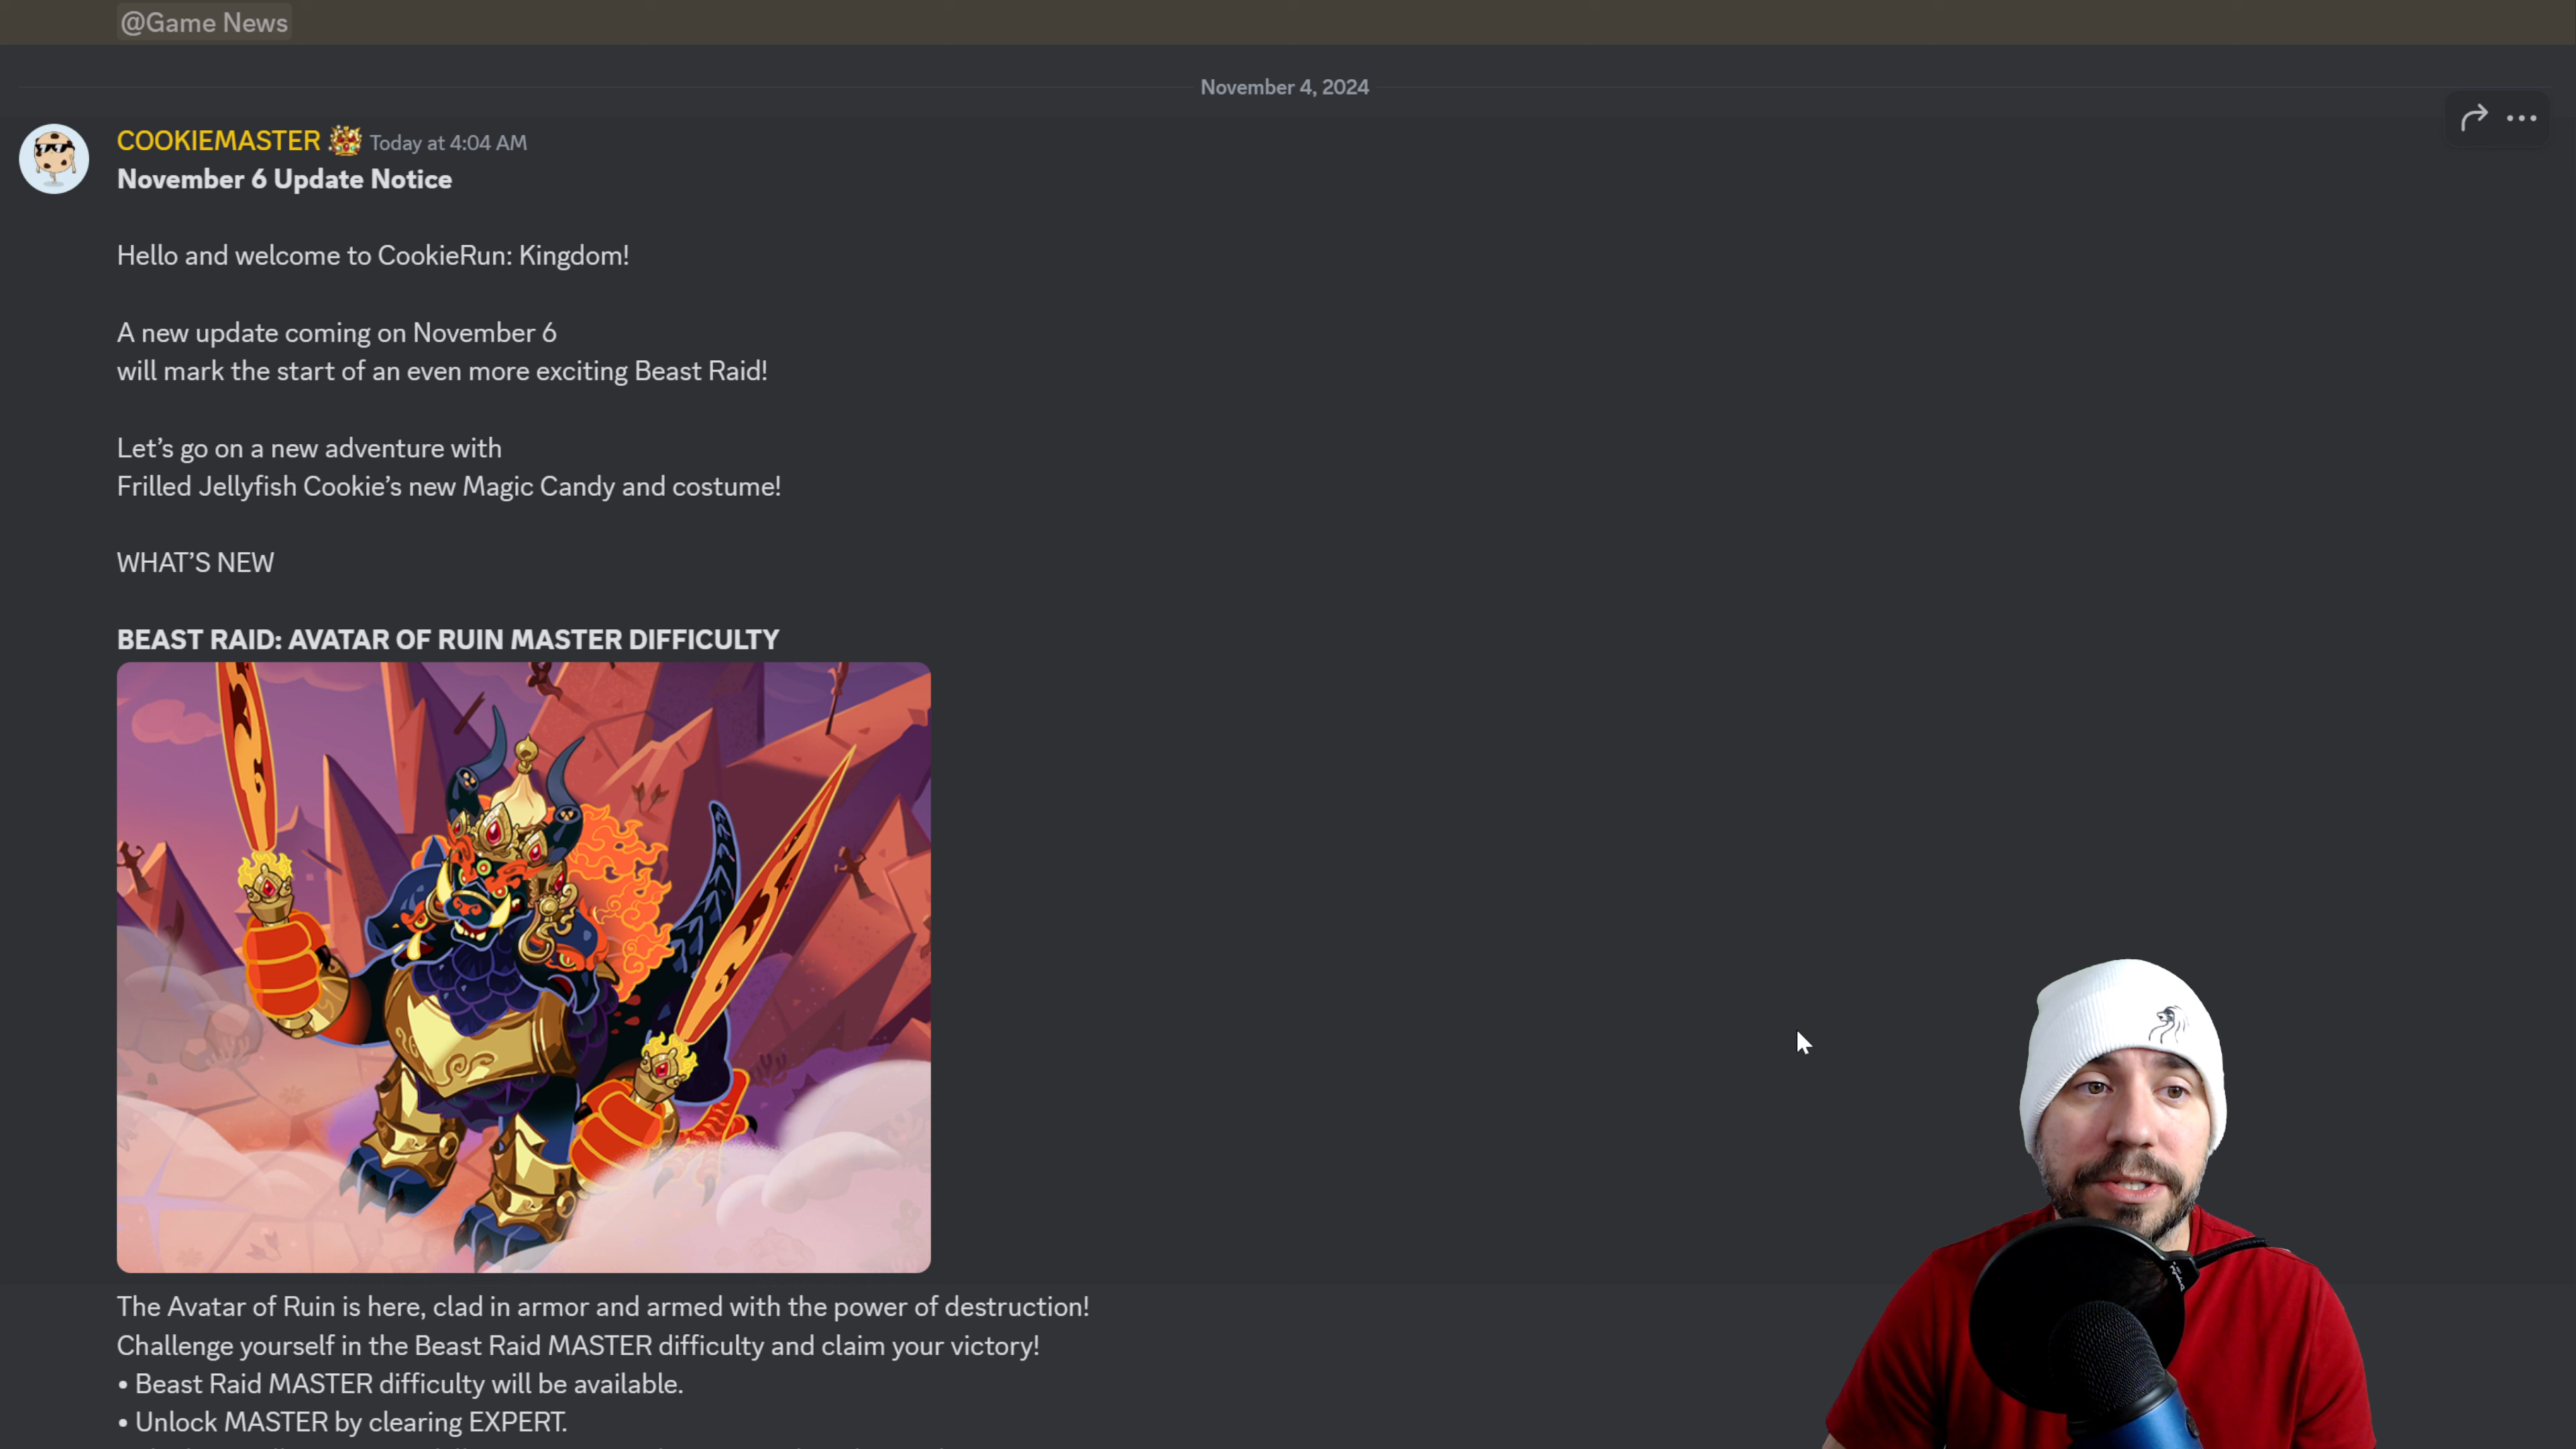 @Game News
November 4, 2024
COOKIEMASTER Today at 4:04 AM
November 6 Update Notice
Hello and welcome to CookieRun: Kingdom!
A new update coming on November 6
will mark the start of an even more exciting Beast Raid!
Let’s go on a new adventure with
Frilled Jellyfish Cookie’s new Magic Candy and costume!
WHAT’S NEW
BEAST RAID: AVATAR OF RUIN MASTER DIFFICULTY
The Avatar of Ruin is here, clad in armor and armed with the power of destruction!
Challenge yourself in the Beast Raid MASTER difficulty and claim your victory!
• Beast Raid MASTER difficulty will be available.
• Unlock MASTER by clearing EXPERT.